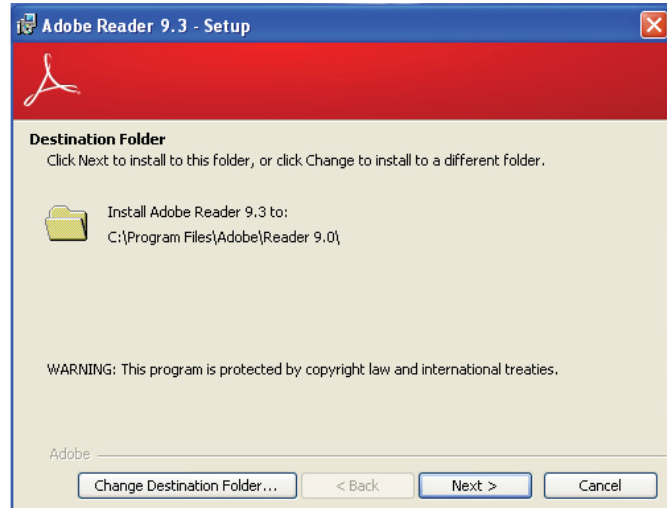 Adobe Reader 9.3 - Setup
Destination Folder
Click Next to install to this folder, or click Change to install to a different folder.
Install Adobe Reader 9.3 to:
C:\Program Files\Adobe\Reader 9.0\
WARNING: This program is protected by copyright law and international treaties.
Adobe
Change Destination Folder... < Back Next > Cancel